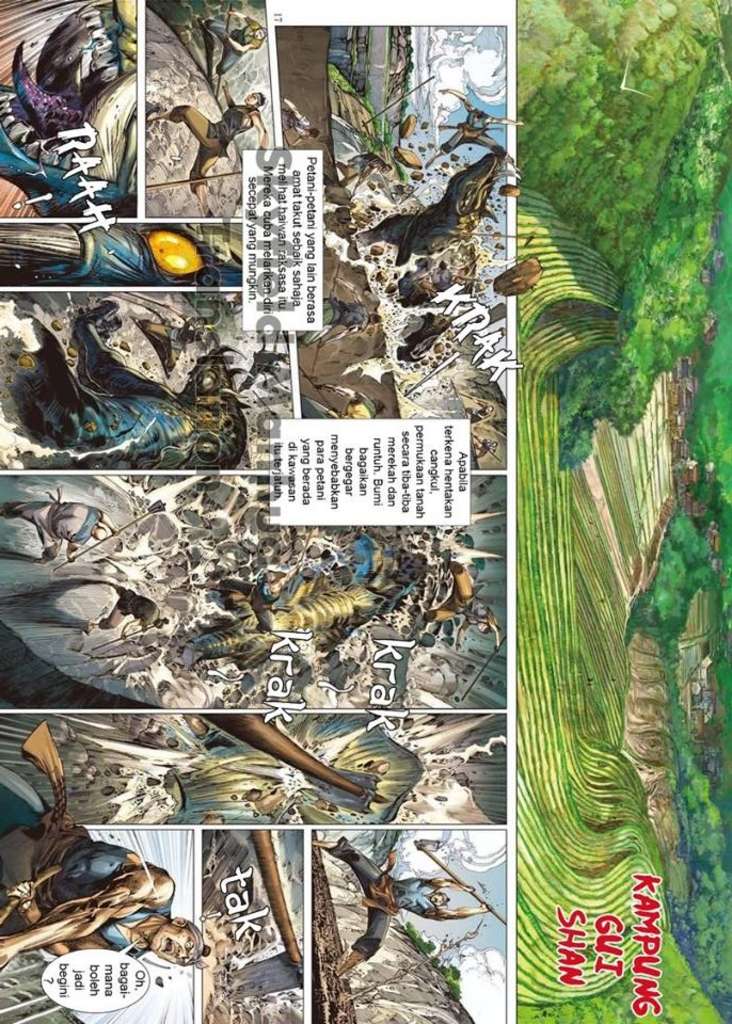 KAMPUNG
GUI
SHAN
tak
Oh,
bagai-
mana
boleh
jadi
begini
?
krak
krak
Apabila
terkena hentakan
cangkul,
permukaan tanah
secara tiba-tiba
merekah dan
runtuh. Bumi
bagaikan
bergegar
menyebabkan
para petani
yang berada
di kawasan
itu terjatuh.
KRAK
!
Petani-petani yang lain berasa
amat takut sebaik sahaja
melihat haiwan raksasa itu.
Mereka cuba melarikan diri
secepat yang mungkin.
RAAH
!
17